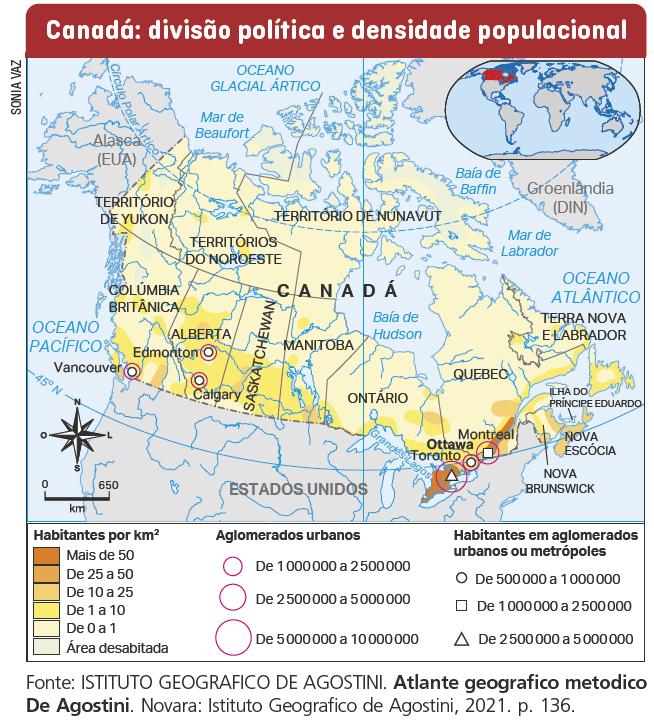 Canadá: divisão política e densidade populacional
SONIA VAZ
OCEANO
GLACIAL ÁRTICO
Círculo Polar Ártico
Mar de
Beaufort
Alasca
(EUA)
Baía de
Baffin
Groenlândia
(DIN)
TERRITÓRIO
DE YUKON
TERRITÓRIO DE NUNAVUT
Mar de
Labrador
TERRITÓRIOS
DO NOROESTE
CANADÁ
OCEANO
ATLÂNTICO
COLÚMBIA
BRITÂNICA
Baía de
Hudson
TERRA NOVA
E LABRADOR
OCEANO
PACÍFICO
ALBERTA
SASKATCHEWAN
MANITOBA
Edmonton
Vancouver
QUEBEC
45° N
Calgary
ONTÁRIO
ILHA DO
PRÍNCIPE EDUARDO
N
O
L
S
Grandes Lagos
Ottawa
Montreal
Toronto
NOVA
ESCÓCIA
NOVA
BRUNSWICK
0 650
km
ESTADOS UNIDOS
Habitantes por km²
Mais de 50
De 25 a 50
De 10 a 25
De 1 a 10
De 0 a 1
Área desabitada
Aglomerados urbanos
De 1 000 000 a 2 500 000
De 2 500 000 a 5 000 000
De 5 000 000 a 10 000 000
Habitantes em aglomerados
urbanos ou metrópoles
De 500 000 a 1 000 000
De 1 000 000 a 2 500 000
De 2 500 000 a 5 000 000
Fonte: ISTITUTO GEOGRAFICO DE AGOSTINI. Atlante geografico metodico
De Agostini. Novara: Istituto Geografico de Agostini, 2021. p. 136.